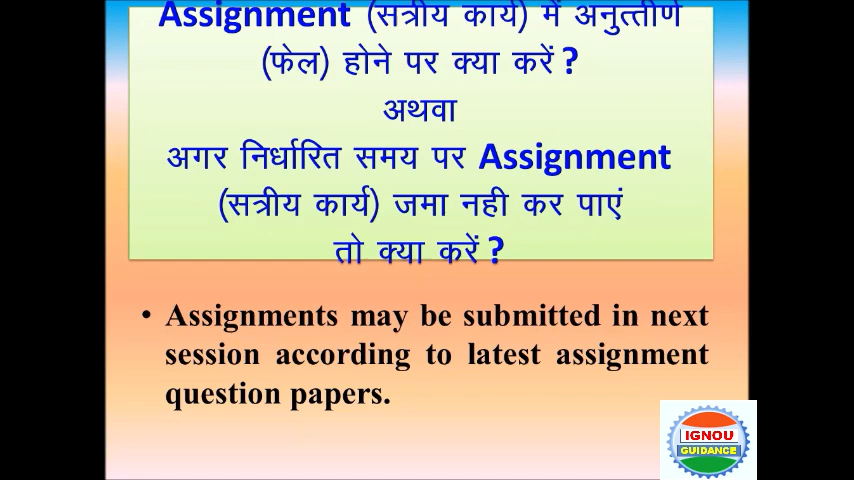 Assignment (सत्रीय कार्य) में अनुत्तीर्ण
(फेल) होने पर क्या करें ?
अथवा
अगर निर्धारित समय पर Assignment
(सत्रीय कार्य) जमा नही कर पाएं
तो क्या करें ?
• Assignments may be submitted in next
session according to latest assignment
question papers.
IGNOU
GUIDANCE